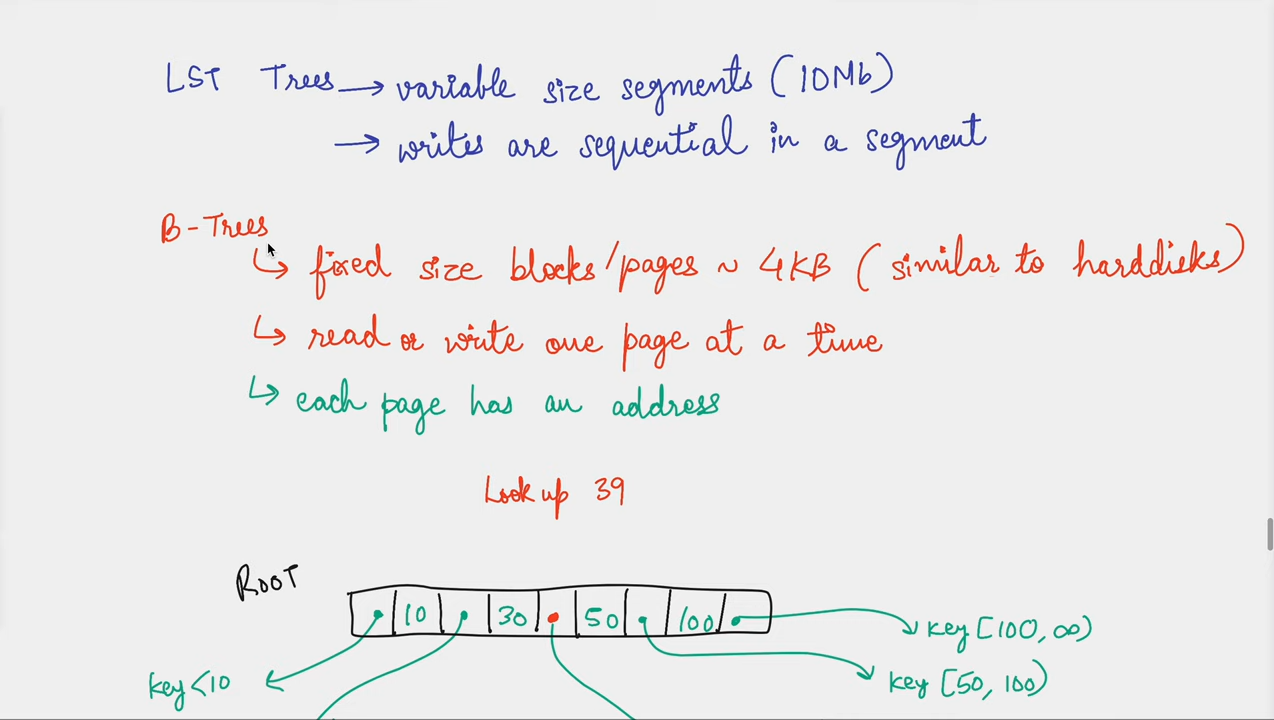 LST Trees → variable size segments (10Mb)
→ writes are sequential in a segment
B-Trees
↳ fixed size blocks/pages ~ 4KB (similar to harddisks)
↳ read or write one page at a time
↳ each page has an address
Look up 39
ROOT
10 30 50 100
key [100, ∞)
key <10
key [50, 100)